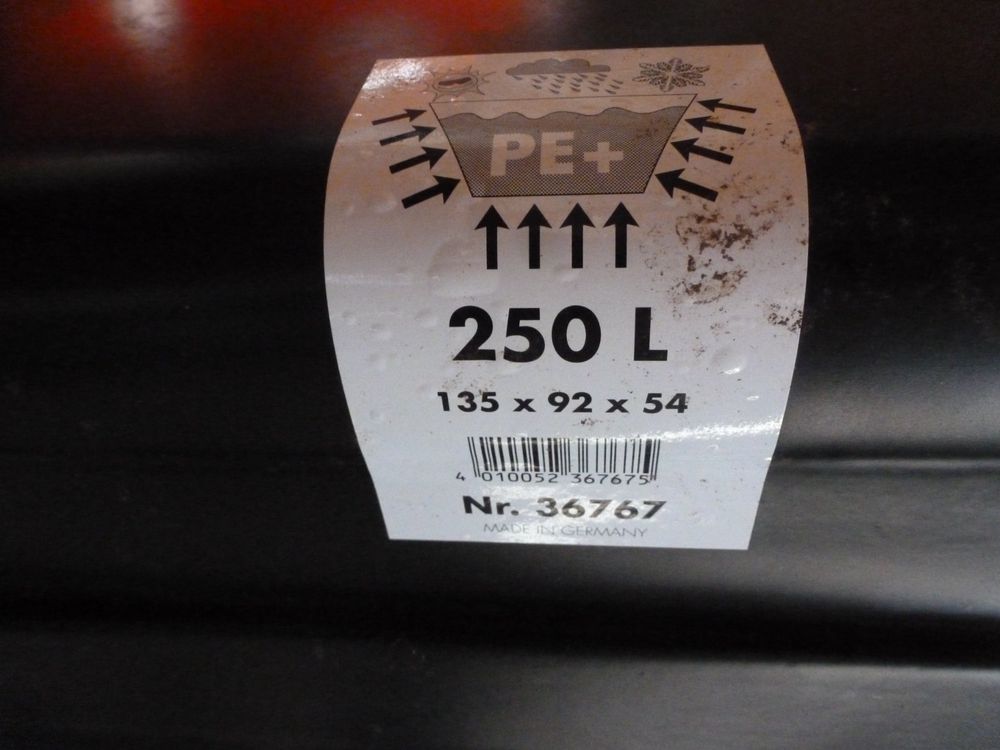 PE+
250 L
135 x 92 x 54
4 010052 367675
Nr. 36767
MADE IN GERMANY